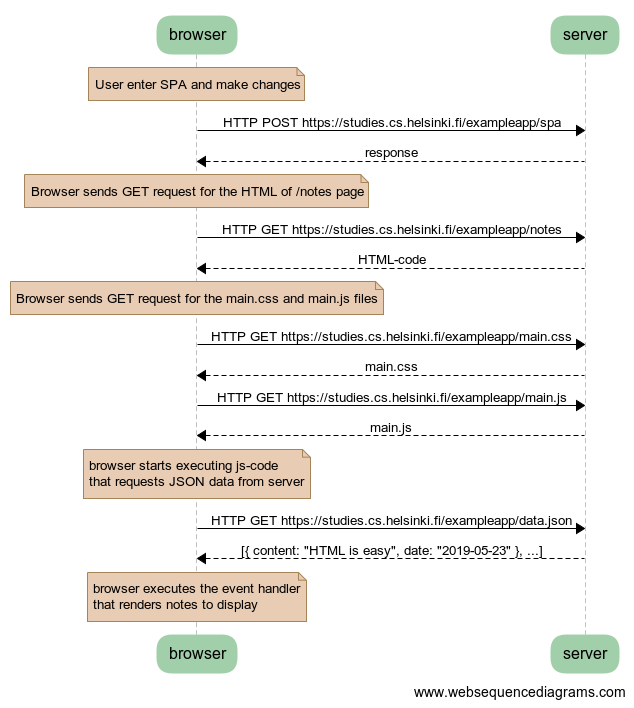 browser
server
User enter SPA and make changes
HTTP POST https://studies.cs.helsinki.fi/exampleapp/spa
response
Browser sends GET request for the HTML of /notes page
HTTP GET https://studies.cs.helsinki.fi/exampleapp/notes
HTML-code
Browser sends GET request for the main.css and main.js files
HTTP GET https://studies.cs.helsinki.fi/exampleapp/main.css
main.css
HTTP GET https://studies.cs.helsinki.fi/exampleapp/main.js
main.js
browser starts executing js-code
that requests JSON data from server
HTTP GET https://studies.cs.helsinki.fi/exampleapp/data.json
[{ content: "HTML is easy", date: "2019-05-23" }, ...]
browser executes the event handler
that renders notes to display
browser
server
www.websequencediagrams.com